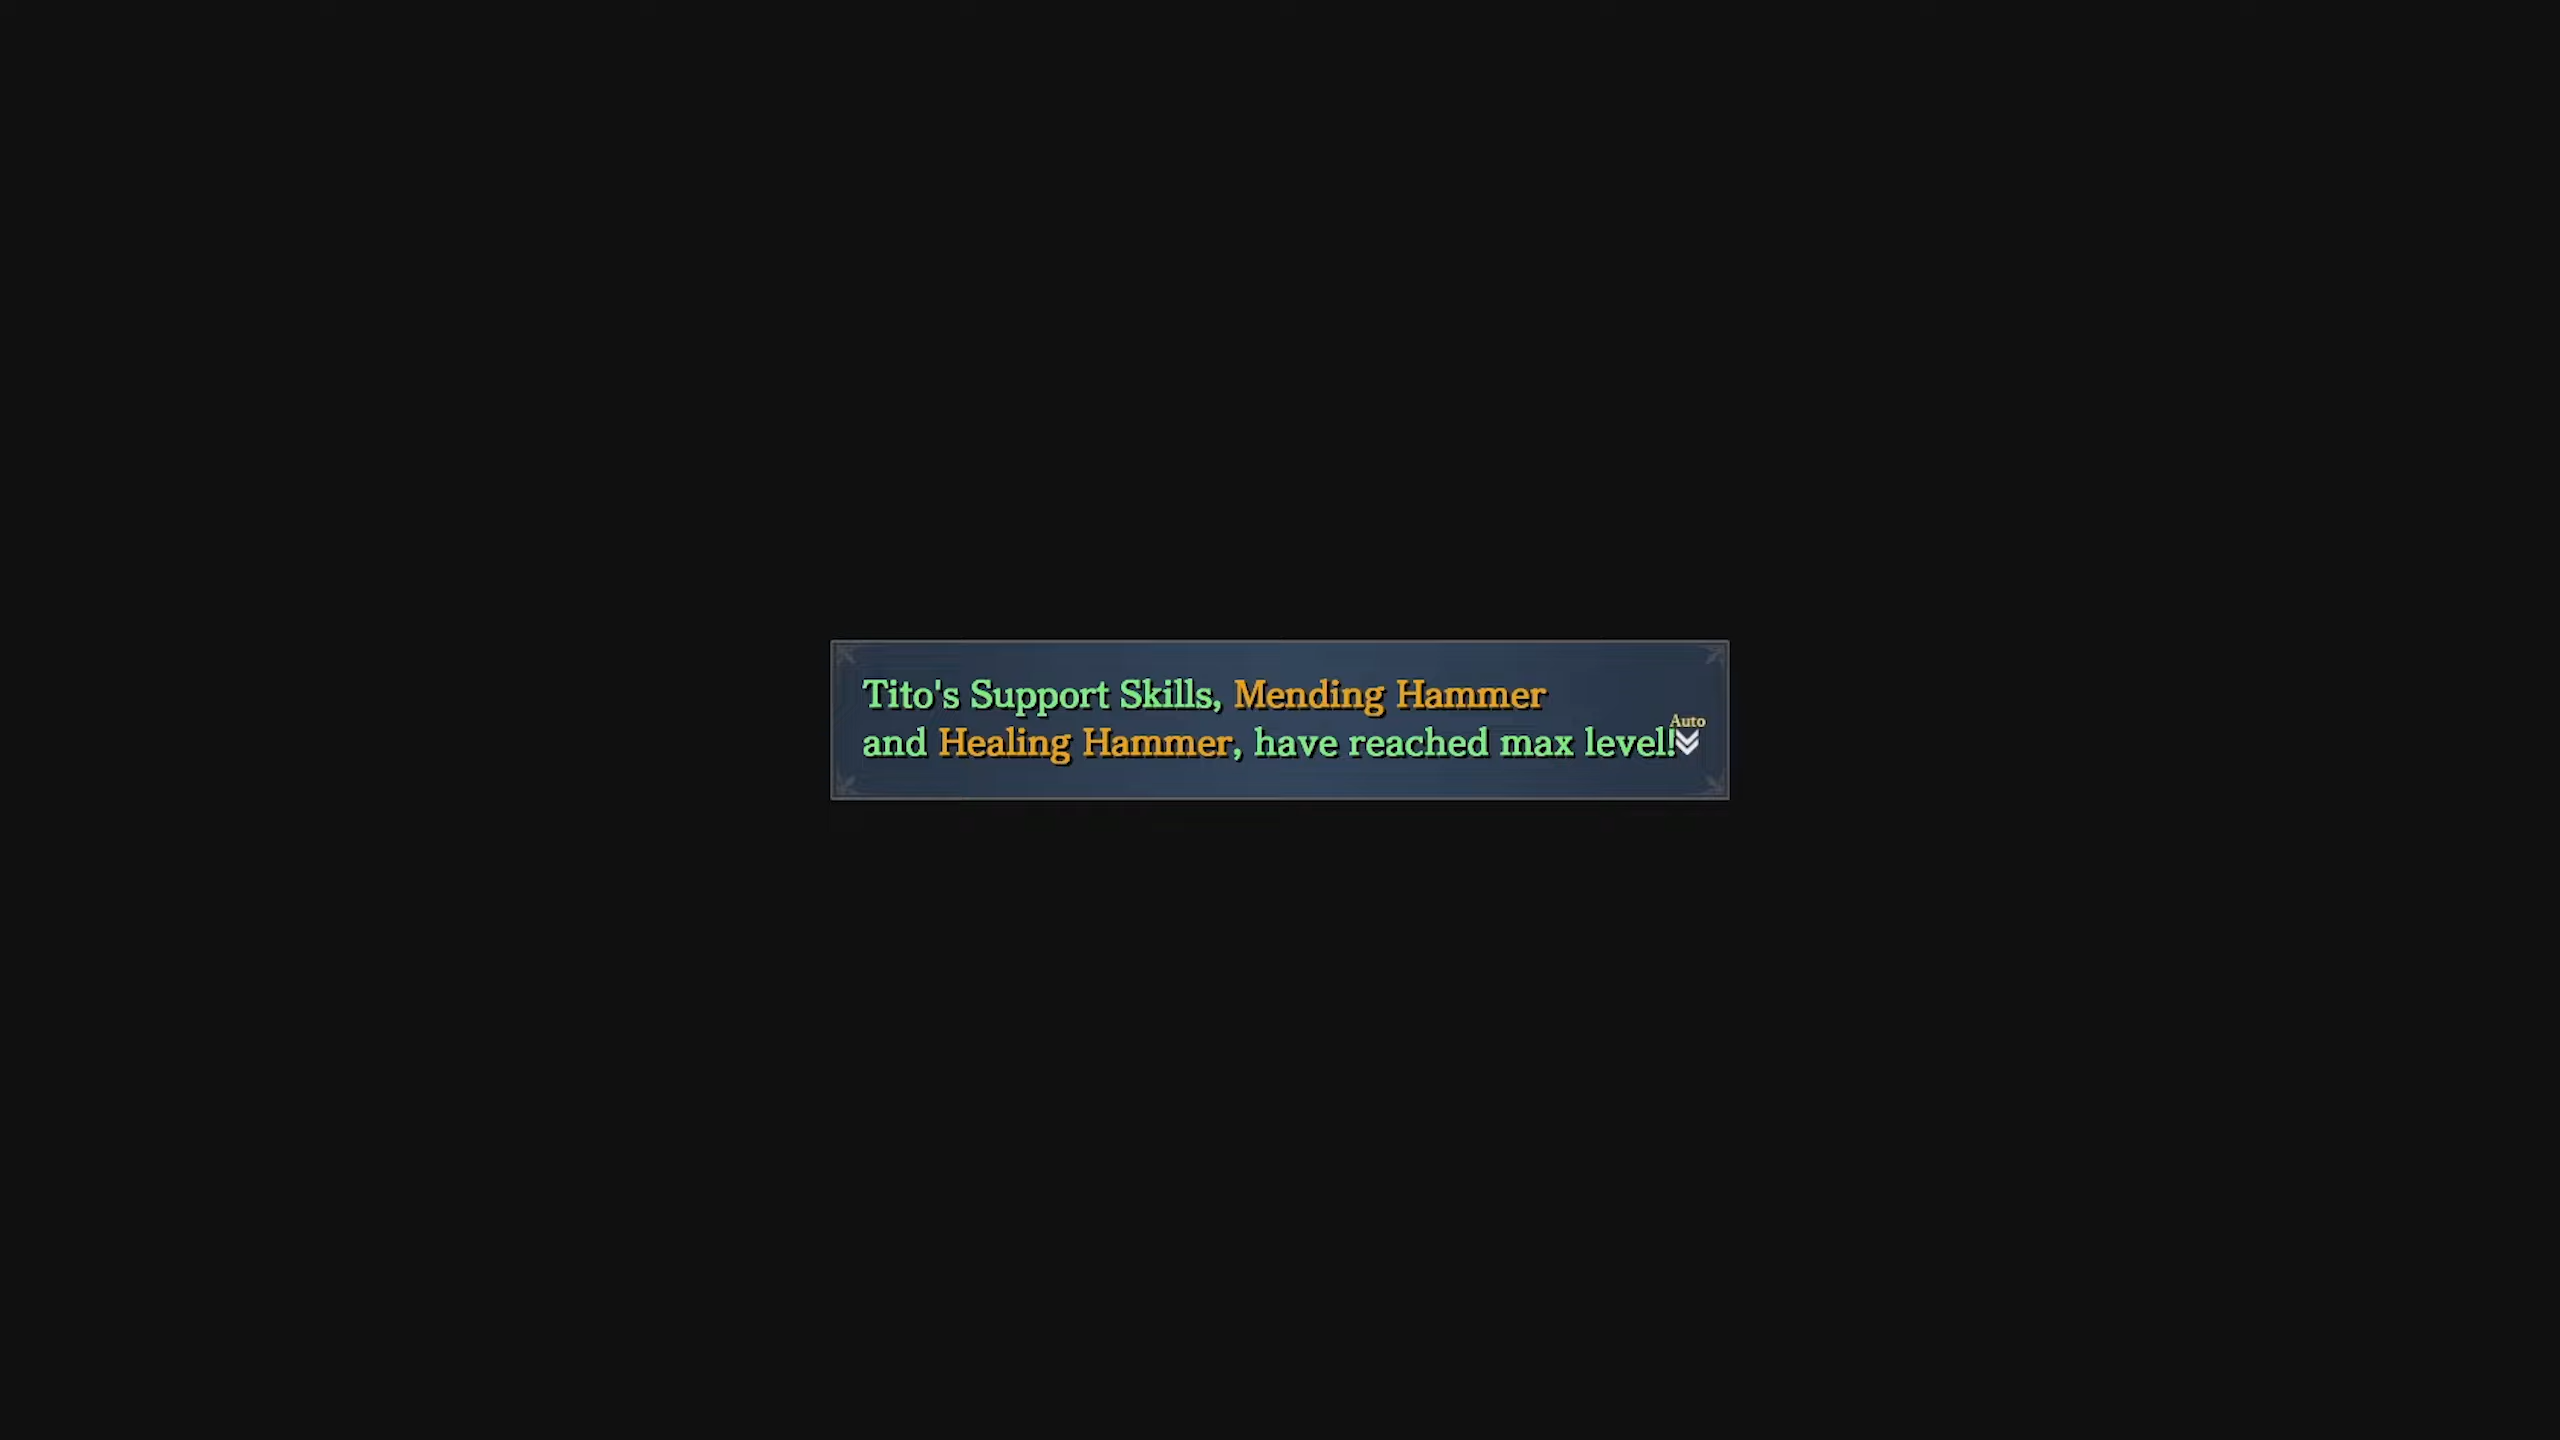 Tito's Support Skills, Mending Hammer
Auto
and Healing Hammer, have reached max level!